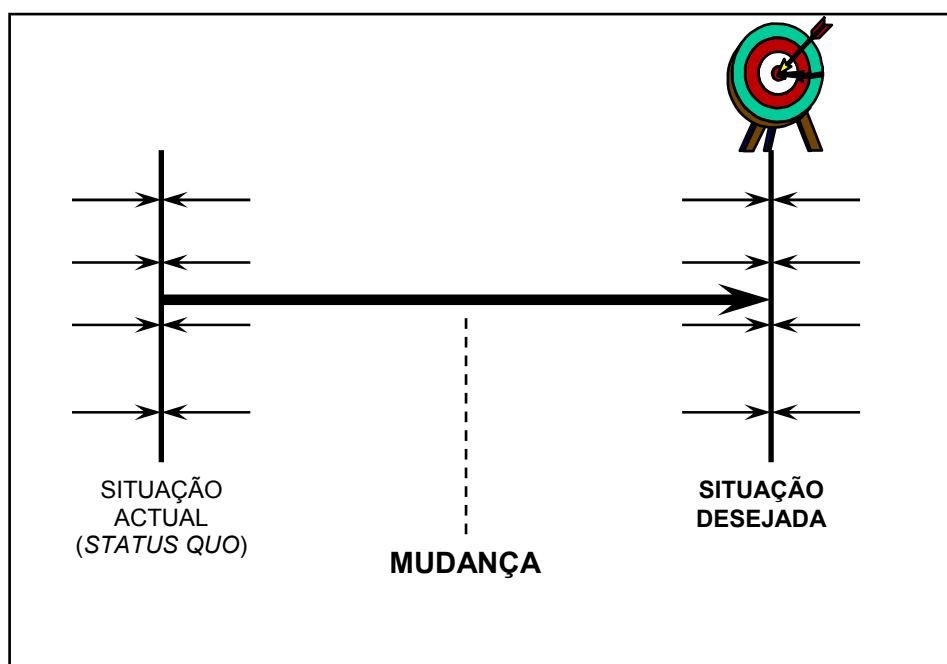 SITUAÇÃO
ACTUAL
(STATUS QUO)
SITUAÇÃO
DESEJADA
MUDANÇA